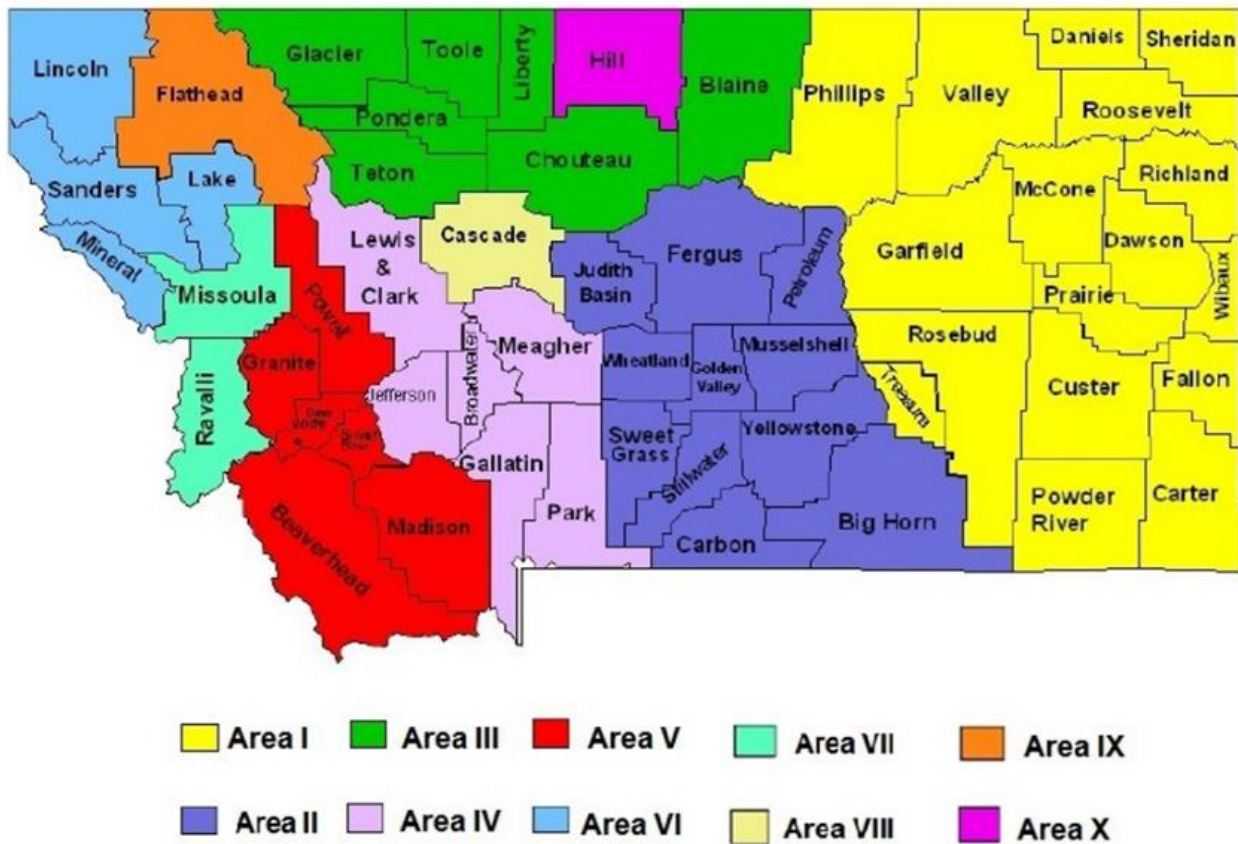 Lincoln
Flathead
Glacier
Toole
Liberty
Hill
Blaine
Phillips
Valley
Daniels
Sheridan
Roosevelt
Pondera
Teton
Chouteau
Sanders
Lake
Mineral
Missoula
Powell
Lewis
&
Clark
Cascade
Judith
Basin
Fergus
Petroleum
Garfield
McCone
Richland
Dawson
Prairie
Wibaux
Ravalli
Granite
Jefferson
Broadwater
Meagher
Wheatland
Golden
Valley
Musselshell
Rosebud
Treasure
Custer
Fallon
Beaverhead
Madison
Gallatin
Park
Sweet
Grass
Stillwater
Yellowstone
Carbon
Big Horn
Powder
River
Carter
Area I
Area III
Area V
Area VII
Area IX
Area II
Area IV
Area VI
Area VIII
Area X